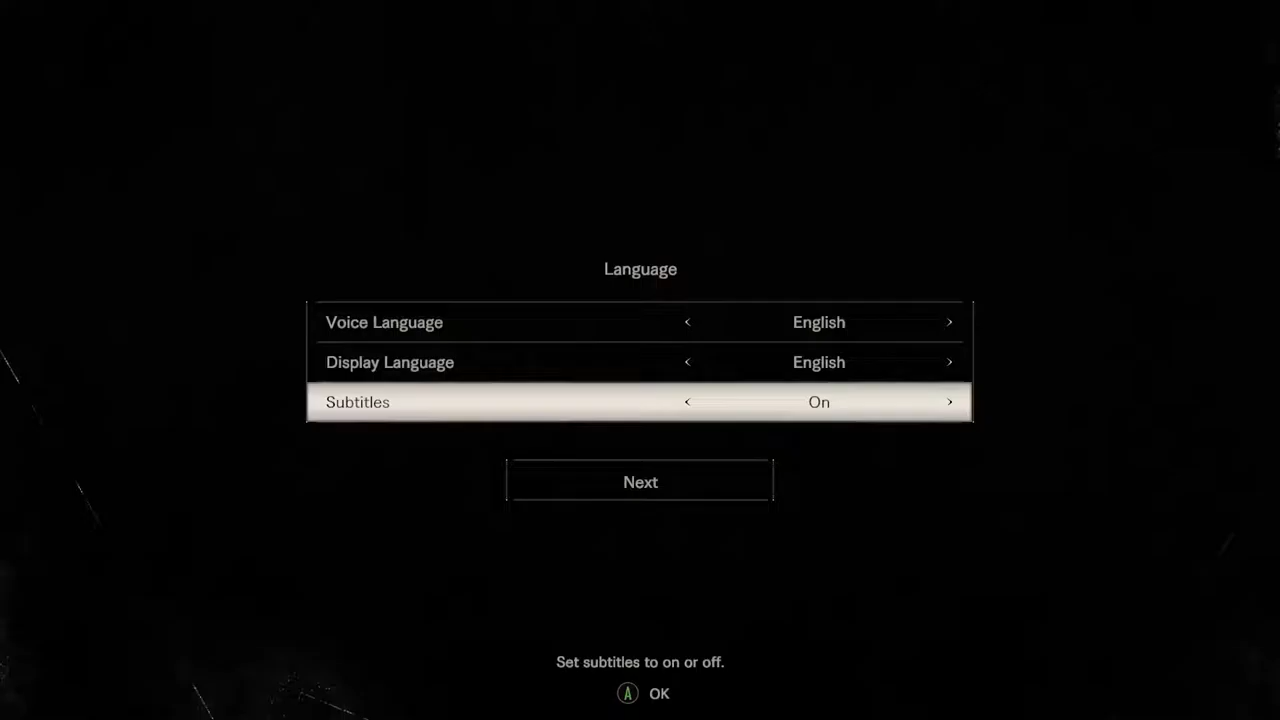 Language
Voice Language < English >
Display Language < English >
Subtitles < On >
Next
Set subtitles to on or off.
A OK